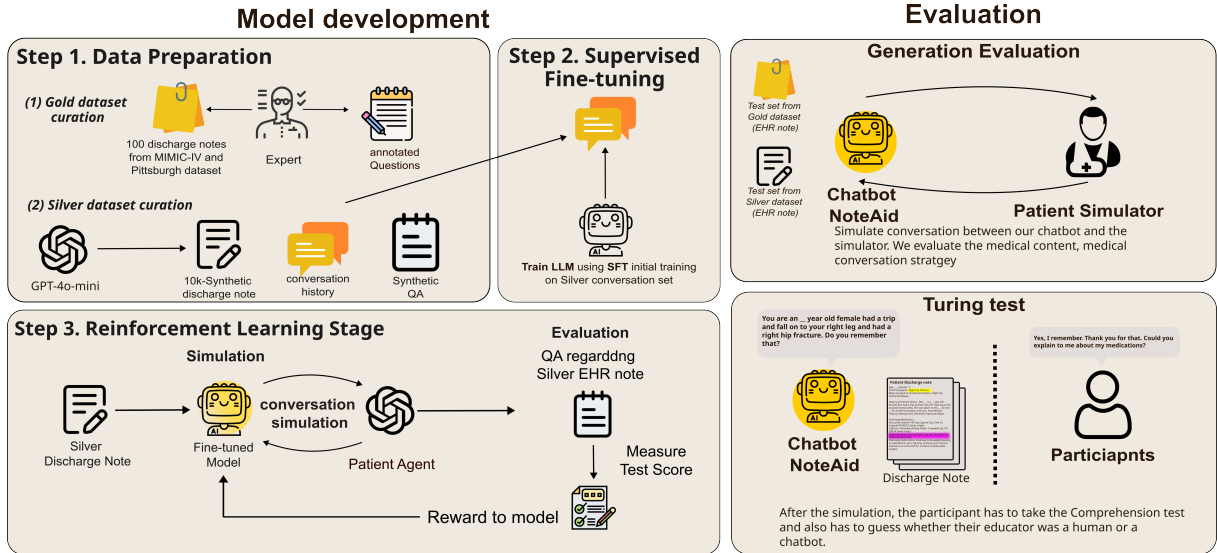 Model development
Step 1. Data Preparation
(1) Gold dataset
curation
100 discharge notes
from MIMIC-IV and
Pittsburgh dataset
Expert
annotated
Questions
(2) Silver dataset curation
GPT-4o-mini
10k-Synthetic
discharge note
conversation
history
Synthetic
QA
Step 2. Supervised
Fine-tuning
AI
Train LLM using SFT initial training
on Silver conversation set
Step 3. Reinforcement Learning Stage
Simulation
Silver
Discharge Note
AI
Fine-tuned
Model
conversation
simulation
Patient Agent
Evaluation
QA regarddng
Silver EHR note
Measure
Test Score
Reward to model
Evaluation
Generation Evaluation
Test set from
Gold dataset
(EHR note)
Test set from
Silver dataset
(EHR note)
AI
Chatbot
NoteAid
Patient Simulator
Simulate conversation between our chatbot and the
simulator. We evaluate the medical content, medical
conversation stratgey
Turing test
You are an __ year old female had a trip
and fall on to your right leg and had a
right hip fracture. Do you remember
that?
Yes, I remember. Thank you for that. Could you
explain to me about my medications?
AI
Chatbot
NoteAid
Patient Discharge note
Discharge Note
Particiapnts
After the simulation, the participant has to take the Comprehension test
and also has to guess whether their educator was a human or a
chatbot.